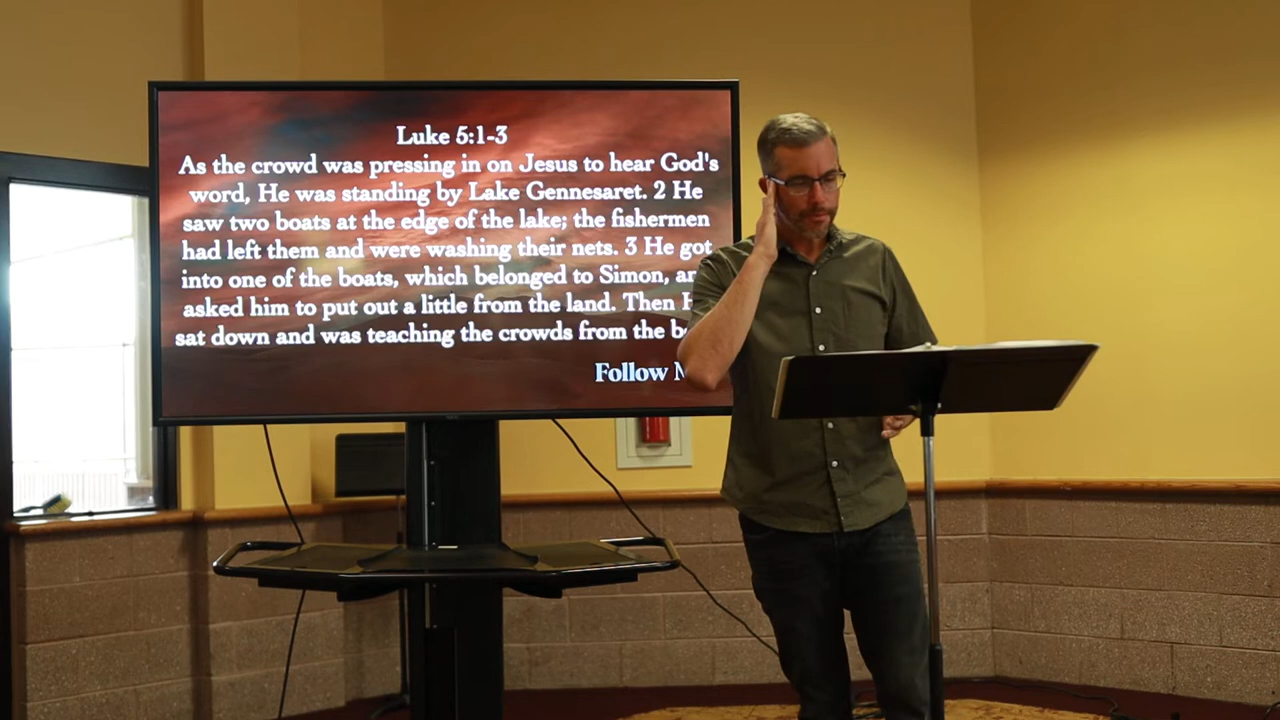 Luke 5:1-3
As the crowd was pressing in on Jesus to hear God's
word, He was standing by Lake Gennesaret. 2 He
saw two boats at the edge of the lake; the fishermen
had left them and were washing their nets. 3 He got
into one of the boats, which belonged to Simon,
asked him to put out a little from the land. Then
sat down and was teaching the crowds from the
Follow